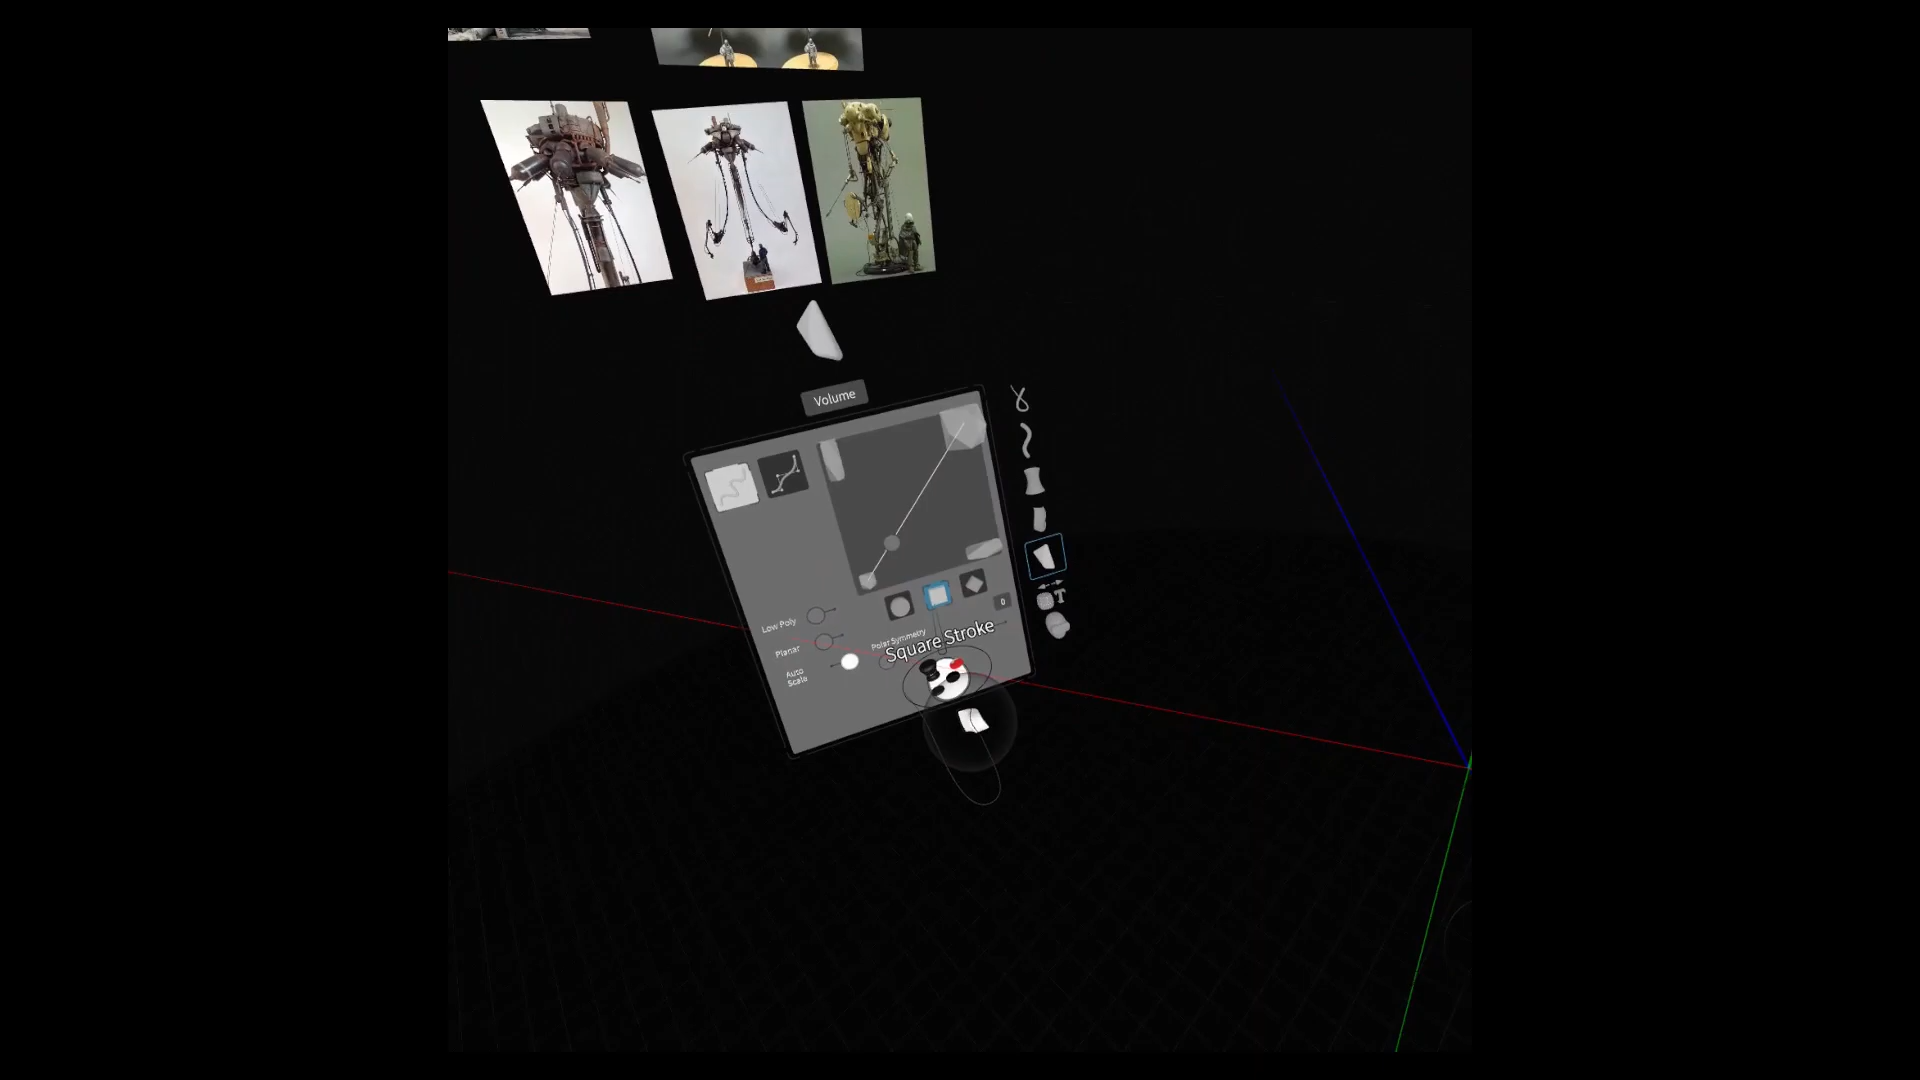 Volume
0
Low Poly
Polar Symmetry
Planar
Square Stroke
Auto
Scale
T